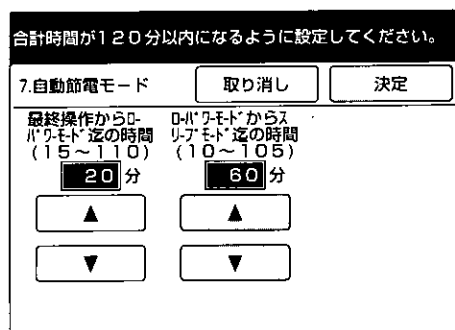 合計時間が120分以内になるように設定してください。
7.自動節電モード
取り消し
決定
最終操作からﾛｰ
ﾊﾟﾜｰﾓｰﾄﾞ迄の時間
(15～110)
20分
▲
▼
ﾛｰﾊﾟﾜｰﾓｰﾄﾞからｽ
ﾘｰﾌﾟﾓｰﾄﾞ迄の時間
(10～105)
60分
▲
▼